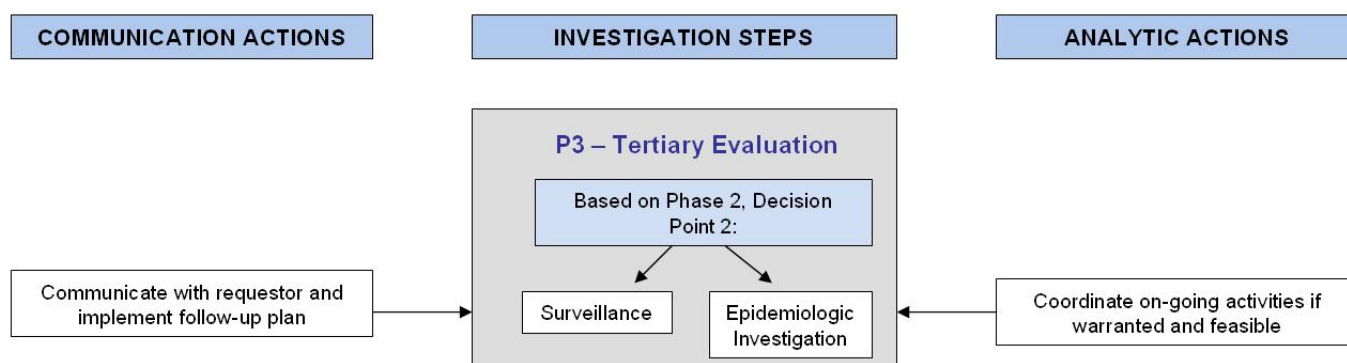 COMMUNICATION ACTIONS
INVESTIGATION STEPS
ANALYTIC ACTIONS
P3 – Tertiary Evaluation
Based on Phase 2, Decision
Point 2:
Communicate with requestor and
implement follow-up plan
Surveillance
Epidemiologic
Investigation
Coordinate on-going activities if
warranted and feasible